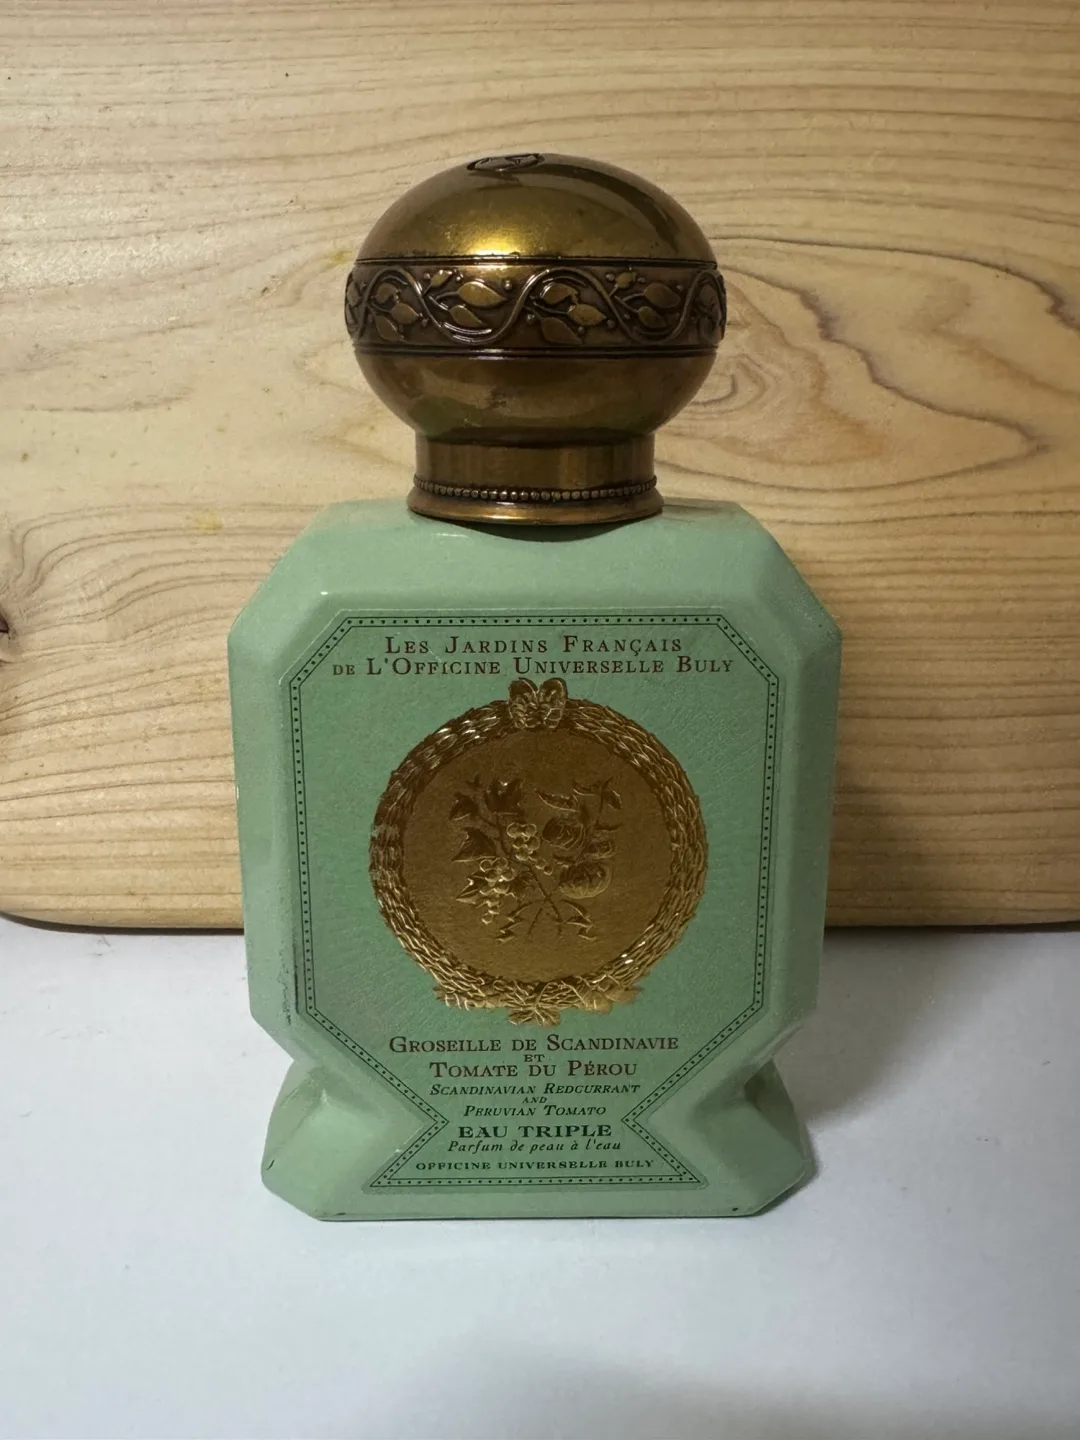 LES JARDINS FRANÇAIS
DE L'OFFICINE UNIVERSELLE BULY
GROSEILLE DE SCANDINAVIE
ET
TOMATE DU PÉROU
SCANDINAVIAN REDCURRANT
AND
PERUVIAN TOMATO
EAU TRIPLE
Parfum de peau à l'eau
OFFICINE UNIVERSELLE BULY